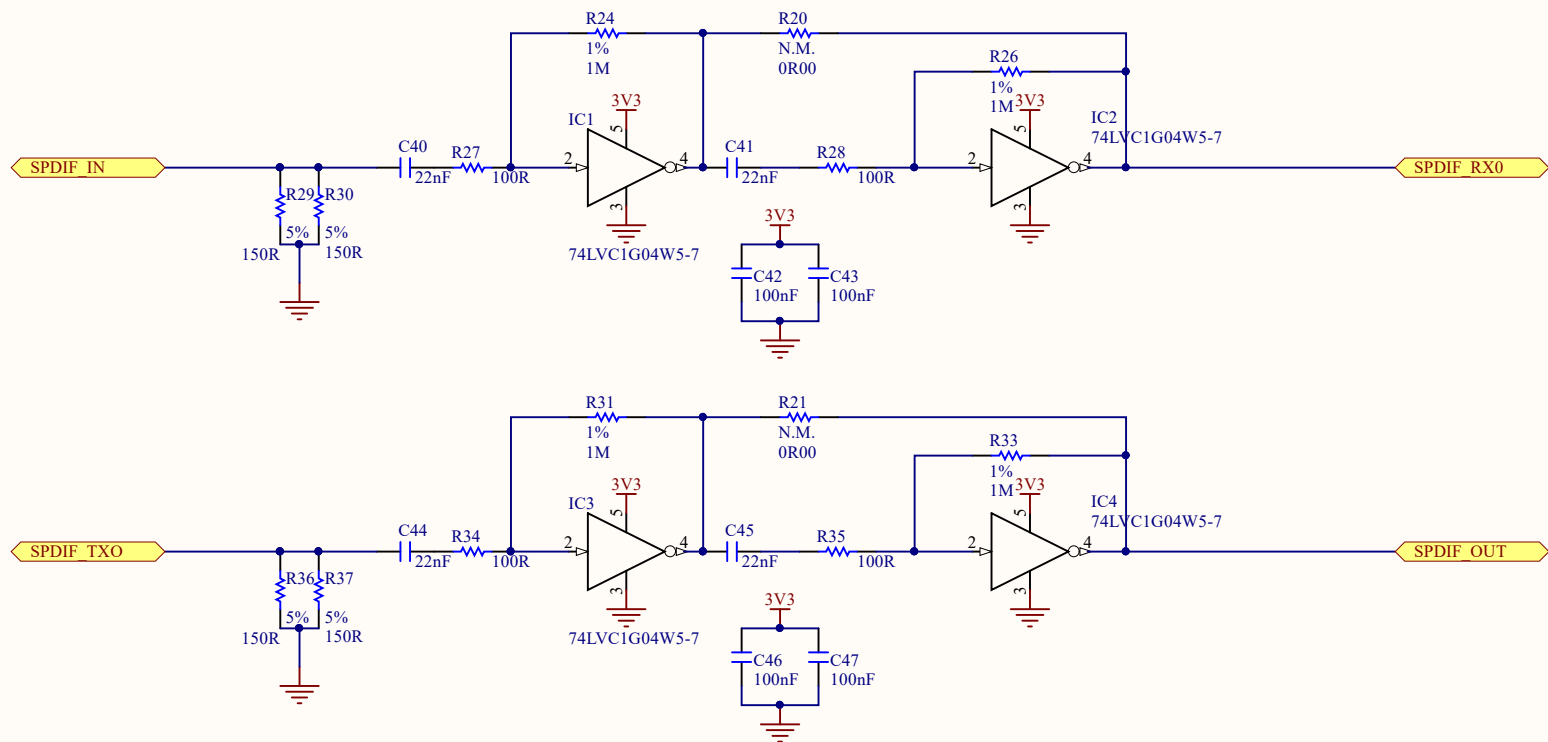 R24
1%
1M
R20
N.M.
0R00
R26
1%
1M
3V3
IC1
5
2
4
3
74LVC1G04W5-7
3V3
IC2
74LVC1G04W5-7
5
2
4
3
SPDIF_IN
C40
22nF
R27
100R
C41
22nF
R28
100R
SPDIF_RX0
R29
5%
150R
R30
5%
150R
3V3
C42
100nF
C43
100nF
R31
1%
1M
R21
N.M.
0R00
R33
1%
1M
3V3
IC3
5
2
4
3
74LVC1G04W5-7
3V3
IC4
74LVC1G04W5-7
5
2
4
3
SPDIF_TXO
C44
22nF
R34
100R
C45
22nF
R35
100R
SPDIF_OUT
R36
5%
150R
R37
5%
150R
3V3
C46
100nF
C47
100nF